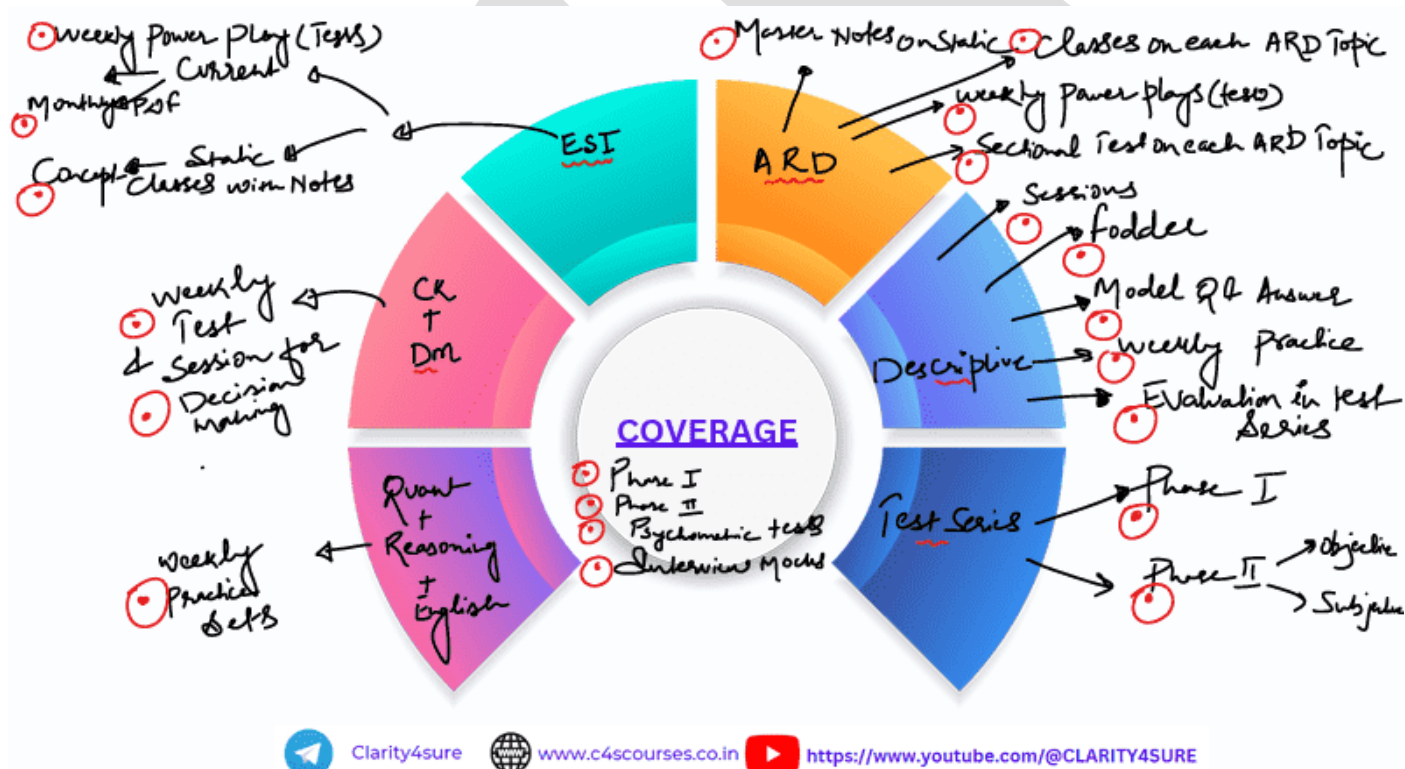 Weekly Power Play (Tests)
Current
Monthly PDF
Static
Concept Classes with Notes
ESI
Master Notes on Static
Classes on each ARD Topic
Weekly Power plays (tests)
Sectional Test on each ARD Topic
ARD
Sessions
fodder
Model Q& Answer
Weekly Practice
Evaluation in test
Series
Descriptive
Weekly
Test
& Session for
Decision
Making
CK
+
DM
COVERAGE
Phase I
Phase II
Psychometric tests
Interview Mocks
Quant
+
Reasoning
+
English
Weekly
Practice
Sets
Test Series
Phase I
Phase II
Objective
Subjective
Clarity4sure
www.c4scourses.co.in
https://www.youtube.com/@CLARITY4SURE